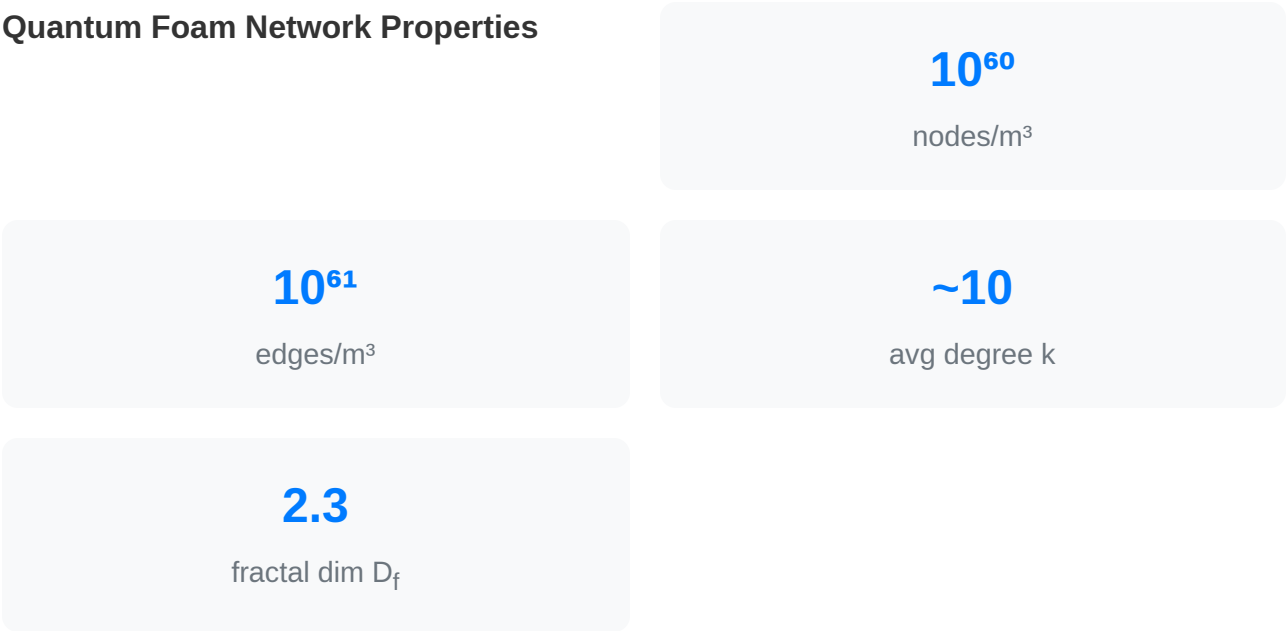 Quantum Foam Network Properties
10⁶⁰
nodes/m³
10⁶¹
edges/m³
~10
avg degree k
2.3
fractal dim D_f